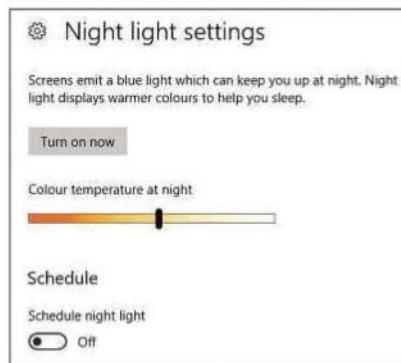 Night light settings
Screens emit a blue light which can keep you up at night. Night
light displays warmer colours to help you sleep.
Turn on now
Colour temperature at night
Schedule
Schedule night light
Off